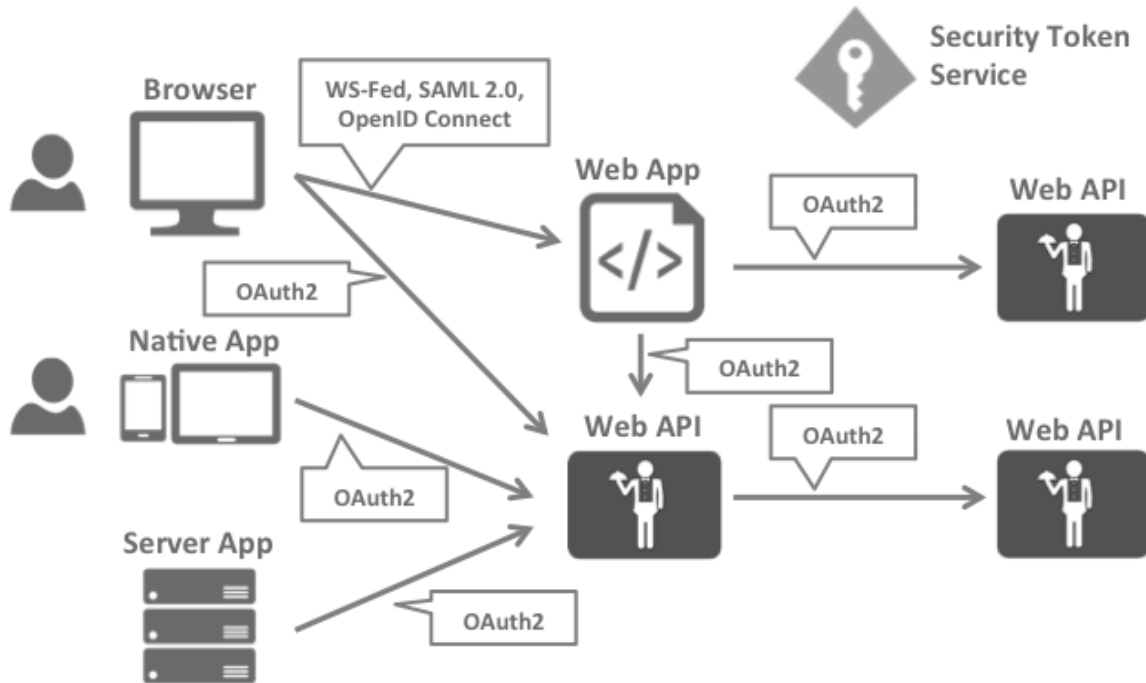 Security Token
Service
Browser
WS-Fed, SAML 2.0,
OpenID Connect
Web App
OAuth2
Web API
OAuth2
Native App
OAuth2
Web API
OAuth2
Web API
OAuth2
Server App
OAuth2